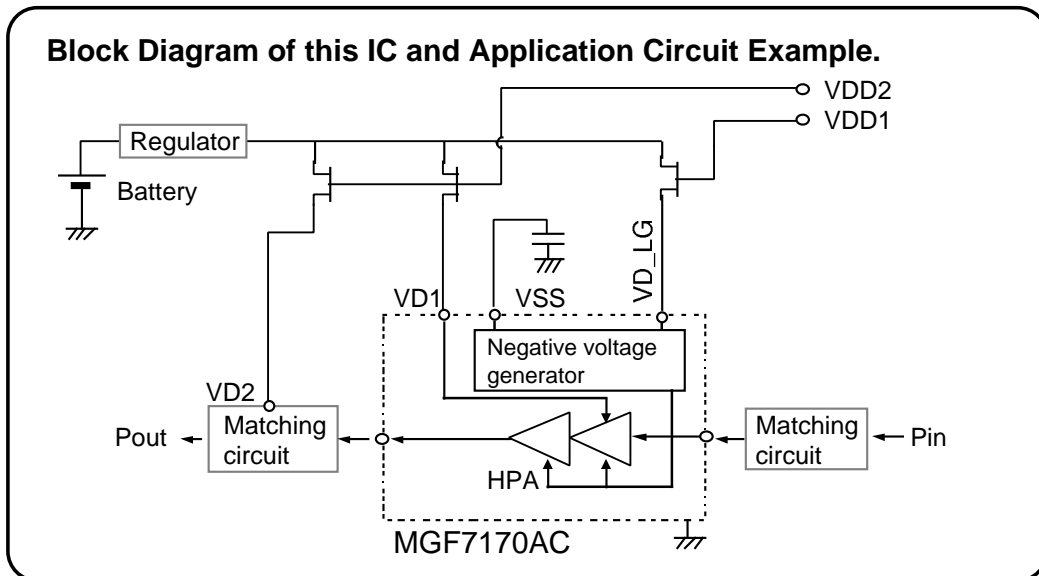 Block Diagram of this IC and Application Circuit Example.
VDD2
VDD1
Regulator
Battery
VD_LG
VD1
VSS
Negative voltage
generator
VD2
Matching
circuit
Pout
HPA
Matching
circuit
Pin
MGF7170AC